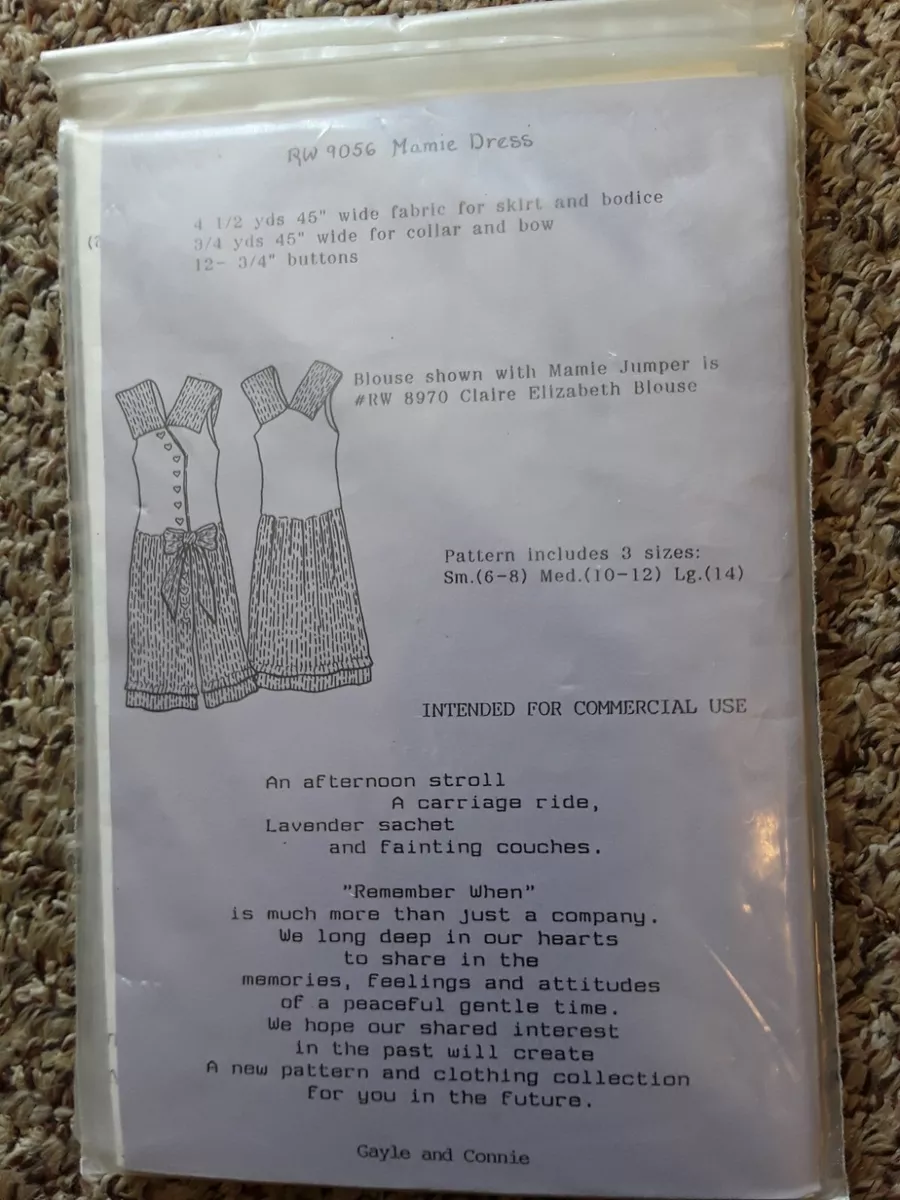 RW 9056 Mamie Dress
4 1/2 yds 45" wide fabric for skirt and bodice
3/4 yds 45" wide for collar and bow
12- 3/4" buttons
Blouse shown with Mamie Jumper is
#RW 8970 Claire Elizabeth Blouse
Pattern includes 3 sizes:
Sm.(6-8) Med.(10-12) Lg.(14)
INTENDED FOR COMMERCIAL USE
An afternoon stroll
A carriage ride,
Lavender sachet
and fainting couches.
"Remember When"
is much more than just a company.
We long deep in our hearts
to share in the
memories, feelings and attitudes
of a peaceful gentle time.
We hope our shared interest
in the past will create
A new pattern and clothing collection
for you in the future.
Gayle and Connie